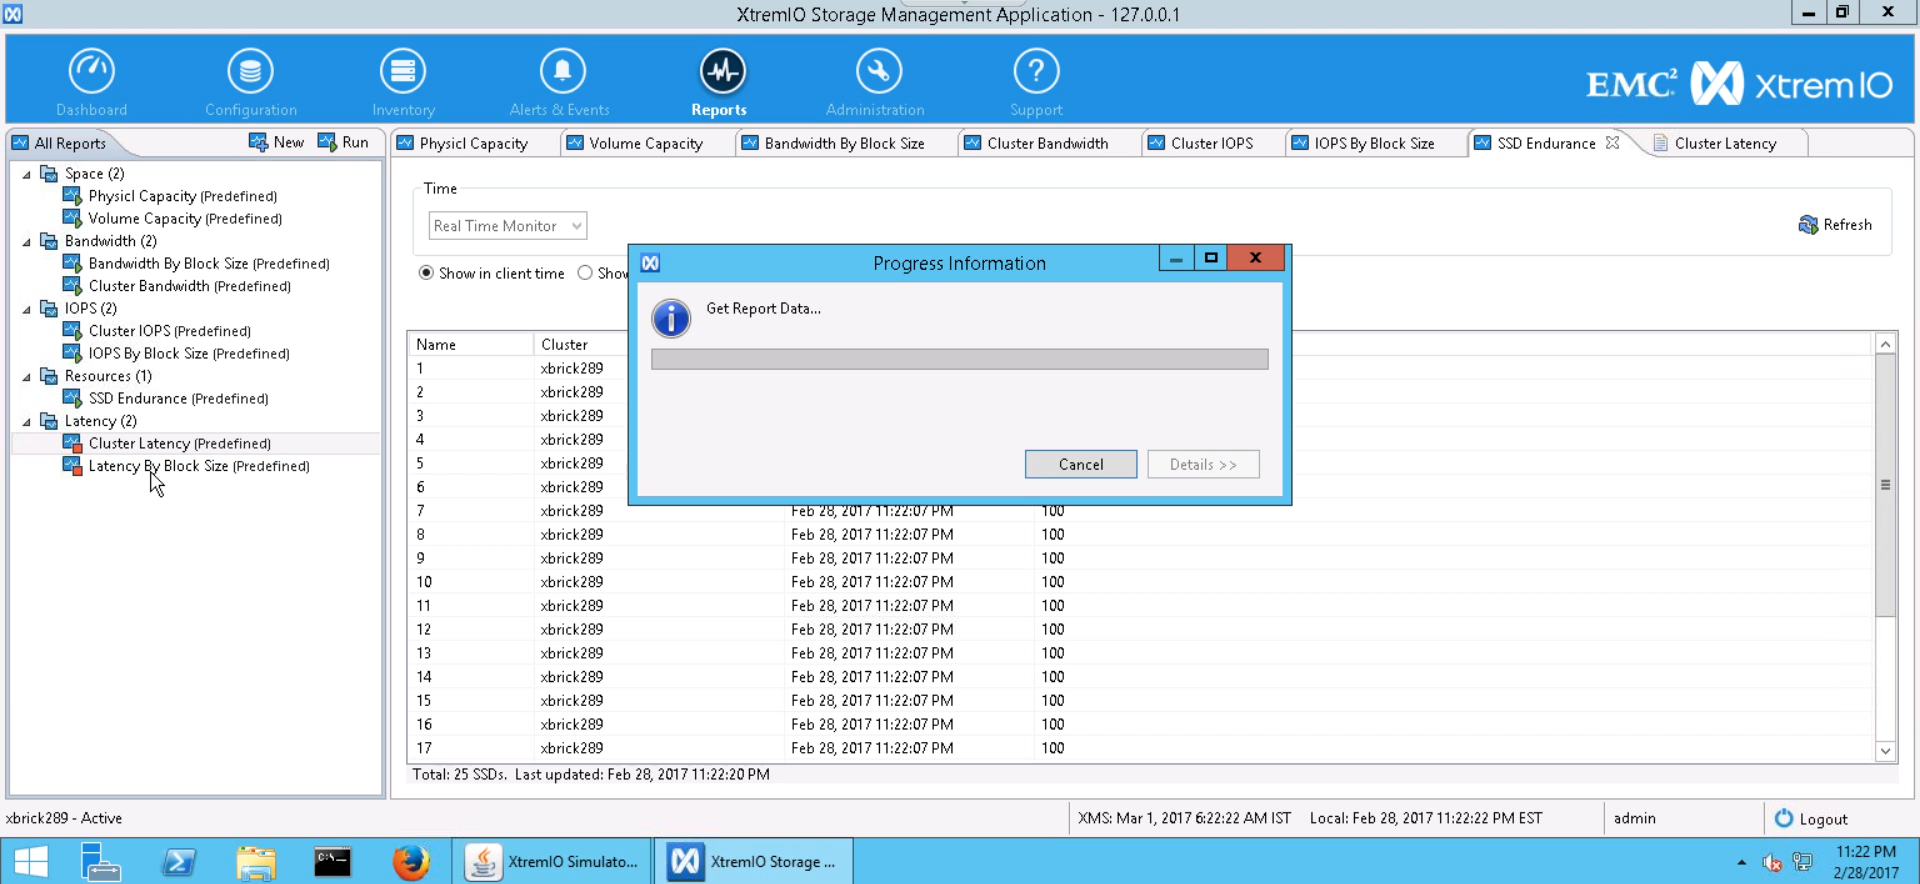 XtremIO Storage Management Application - 127.0.0.1
Dashboard
Configuration
Inventory
Alerts & Events
Reports
Administration
Support
EMC² XtremIO
All Reports
New
Run
Space (2)
Physicl Capacity (Predefined)
Volume Capacity (Predefined)
Bandwidth (2)
Bandwidth By Block Size (Predefined)
Cluster Bandwidth (Predefined)
IOPS (2)
Cluster IOPS (Predefined)
IOPS By Block Size (Predefined)
Resources (1)
SSD Endurance (Predefined)
Latency (2)
Cluster Latency (Predefined)
Latency By Block Size (Predefined)
Physicl Capacity
Volume Capacity
Bandwidth By Block Size
Cluster Bandwidth
Cluster IOPS
IOPS By Block Size
SSD Endurance
Cluster Latency
Time
Real Time Monitor
Refresh
Show in client time
Progress Information
Get Report Data...
Cancel
Details >>
Name Cluster
1 xbrick289
2 xbrick289
3 xbrick289
4 xbrick289
5 xbrick289
6 xbrick289
7 xbrick289 Feb 28, 2017 11:22:07 PM 100
8 xbrick289 Feb 28, 2017 11:22:07 PM 100
9 xbrick289 Feb 28, 2017 11:22:07 PM 100
10 xbrick289 Feb 28, 2017 11:22:07 PM 100
11 xbrick289 Feb 28, 2017 11:22:07 PM 100
12 xbrick289 Feb 28, 2017 11:22:07 PM 100
13 xbrick289 Feb 28, 2017 11:22:07 PM 100
14 xbrick289 Feb 28, 2017 11:22:07 PM 100
15 xbrick289 Feb 28, 2017 11:22:07 PM 100
16 xbrick289 Feb 28, 2017 11:22:07 PM 100
17 xbrick289 Feb 28, 2017 11:22:07 PM 100
Total: 25 SSDs. Last updated: Feb 28, 2017 11:22:20 PM
xbrick289 - Active
XMS: Mar 1, 2017 6:22:22 AM IST
Local: Feb 28, 2017 11:22:22 PM EST
admin
Logout
XtremIO Simulato...
XtremIO Storage ...
11:22 PM
2/28/2017